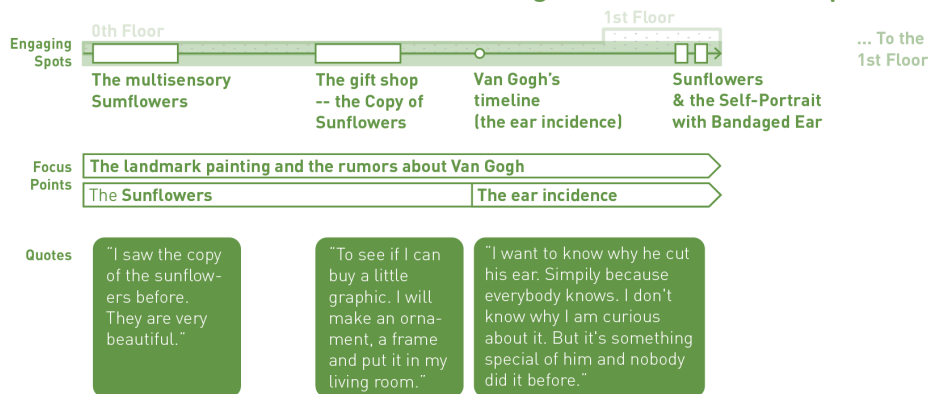 1st Floor
0th Floor
Engaging
Spots
... To the
1st Floor
The multisensory
Sumflowers
The gift shop
-- the Copy of
Sunflowers
Van Gogh's
timeline
(the ear incidence)
Sunflowers
& the Self-Portrait
with Bandaged Ear
Focus
Points
The landmark painting and the rumors about Van Gogh
The Sunflowers
The ear incidence
Quotes
"I saw the copy
of the sunflow-
ers before.
They are very
beautiful."
"To see if I can
buy a little
graphic. I will
make an orna-
ment, a frame
and put it in my
living room."
"I want to know why he cut
his ear. Simpily because
everybody knows. I don't
know why I am curious
about it. But it's something
special of him and nobody
did it before."